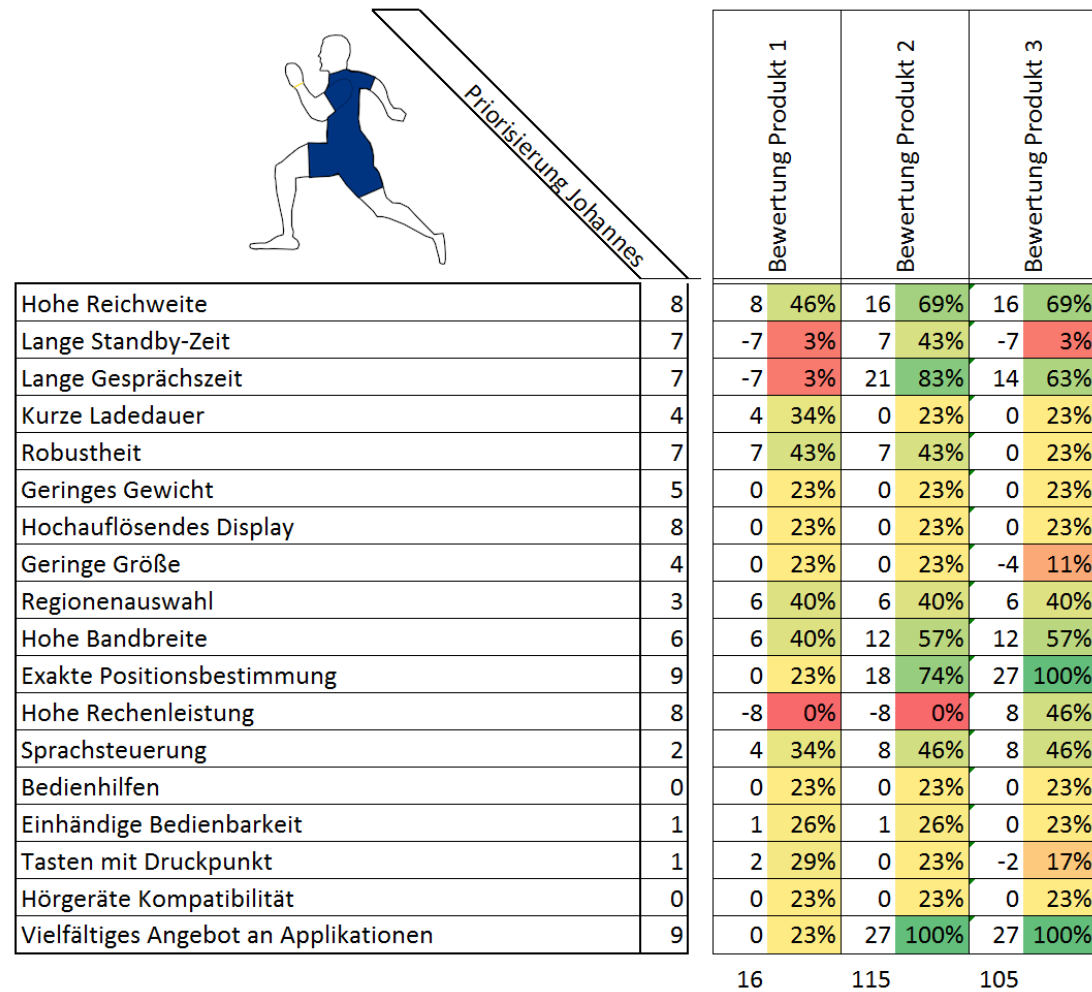 Priorisierung Johannes
Bewertung Produkt 1
Bewertung Produkt 2
Bewertung Produkt 3
Hohe Reichweite 8 8 46% 16 69% 16 69%
Lange Standby-Zeit 7 -7 3% 7 43% -7 3%
Lange Gesprächszeit 7 -7 3% 21 83% 14 63%
Kurze Ladedauer 4 4 34% 0 23% 0 23%
Robustheit 7 7 43% 7 43% 0 23%
Geringes Gewicht 5 0 23% 0 23% 0 23%
Hochauflösendes Display 8 0 23% 0 23% 0 23%
Geringe Größe 4 0 23% 0 23% -4 11%
Regionenauswahl 3 6 40% 6 40% 6 40%
Hohe Bandbreite 6 6 40% 12 57% 12 57%
Exakte Positionsbestimmung 9 0 23% 18 74% 27 100%
Hohe Rechenleistung 8 -8 0% -8 0% 8 46%
Sprachsteuerung 2 4 34% 8 46% 8 46%
Bedienhilfen 0 0 23% 0 23% 0 23%
Einhändige Bedienbarkeit 1 1 26% 1 26% 0 23%
Tasten mit Druckpunkt 1 2 29% 0 23% -2 17%
Hörgeräte Kompatibilität 0 0 23% 0 23% 0 23%
Vielfältiges Angebot an Applikationen 9 0 23% 27 100% 27 100%
16 115 105